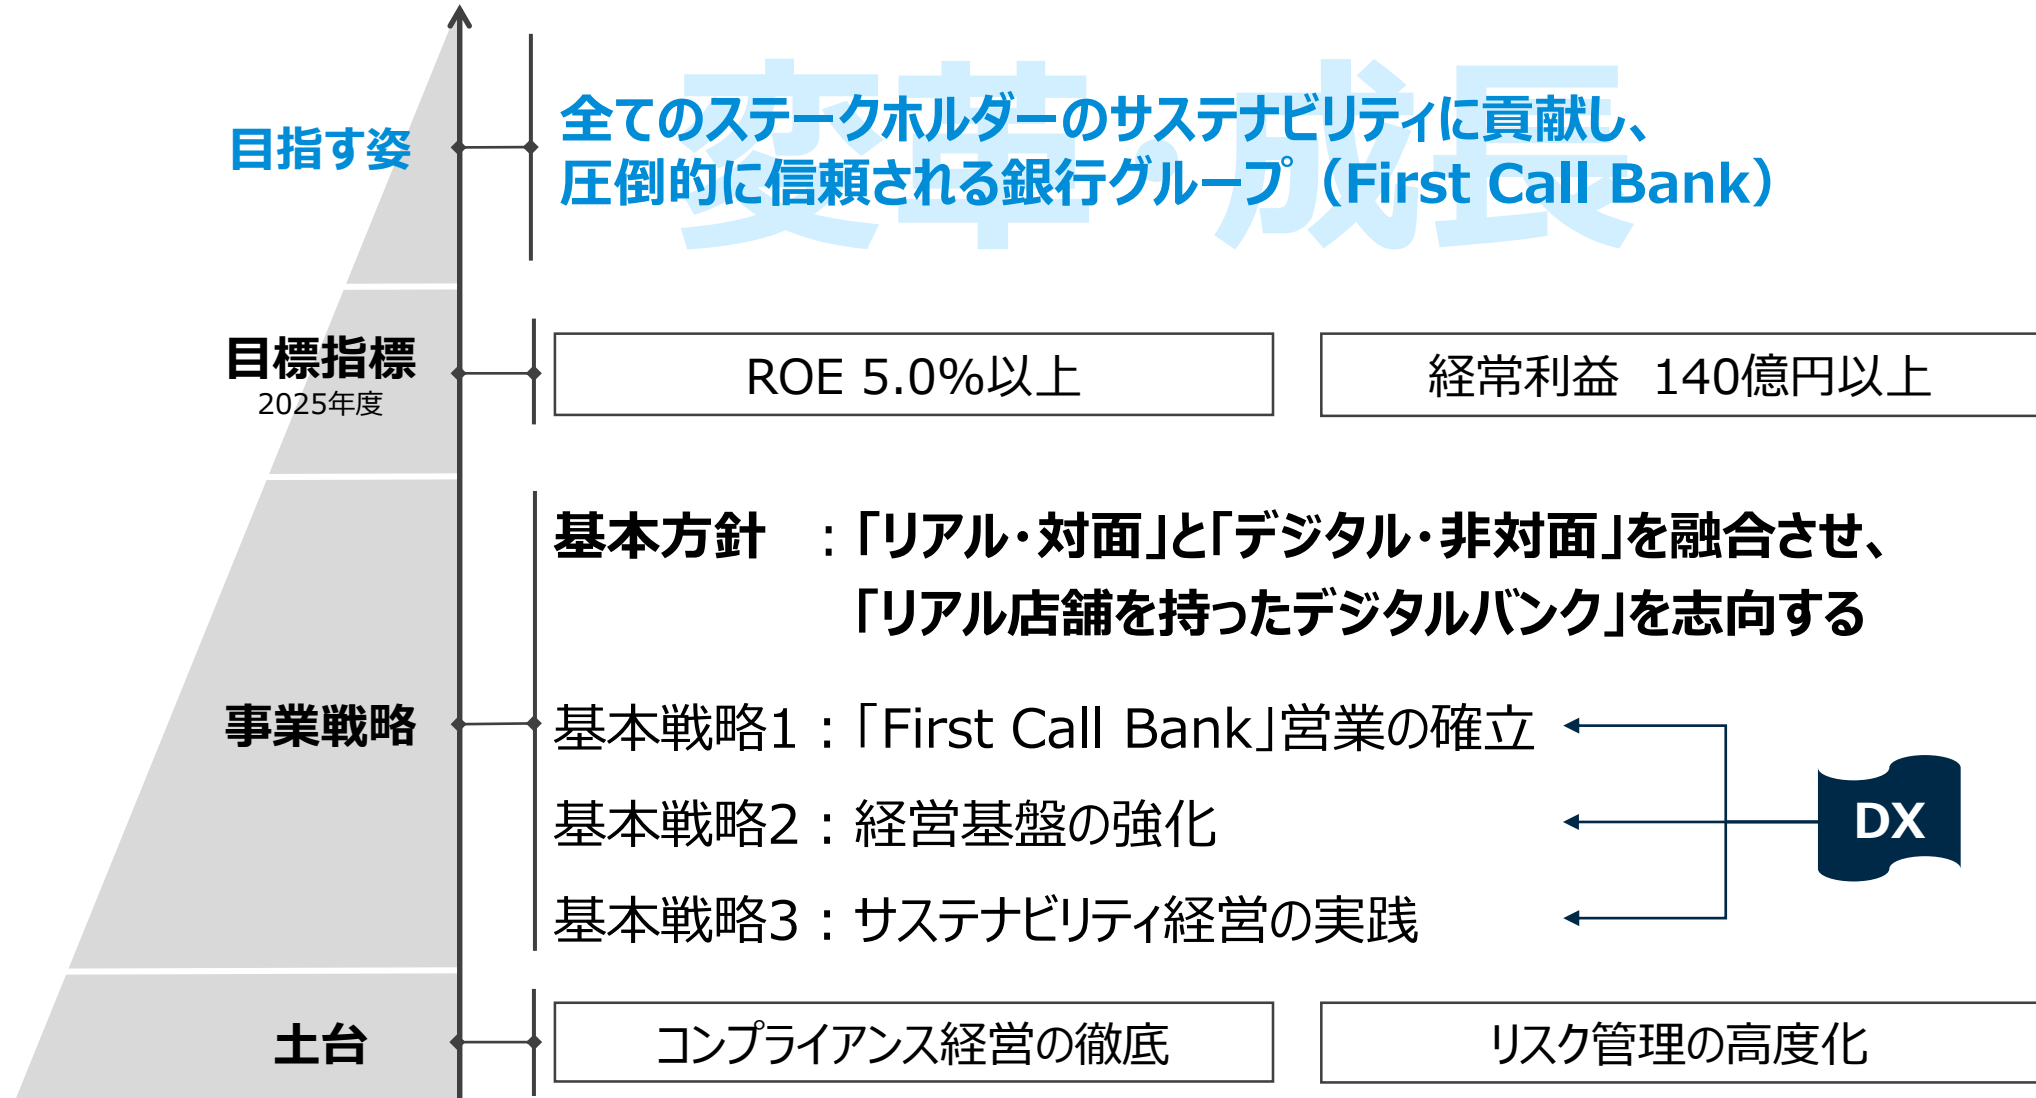 変革・成長
目指す姿
全てのステークホルダーのサステナビリティに貢献し、
圧倒的に信頼される銀行グループ（First Call Bank）
目標指標
2025年度
ROE 5.0%以上
経常利益 140億円以上
事業戦略
基本方針 ：「リアル・対面」と「デジタル・非対面」を融合させ、
「リアル店舗を持ったデジタルバンク」を志向する
基本戦略1：「First Call Bank」営業の確立
基本戦略2：経営基盤の強化
基本戦略3：サステナビリティ経営の実践
DX
土台
コンプライアンス経営の徹底
リスク管理の高度化